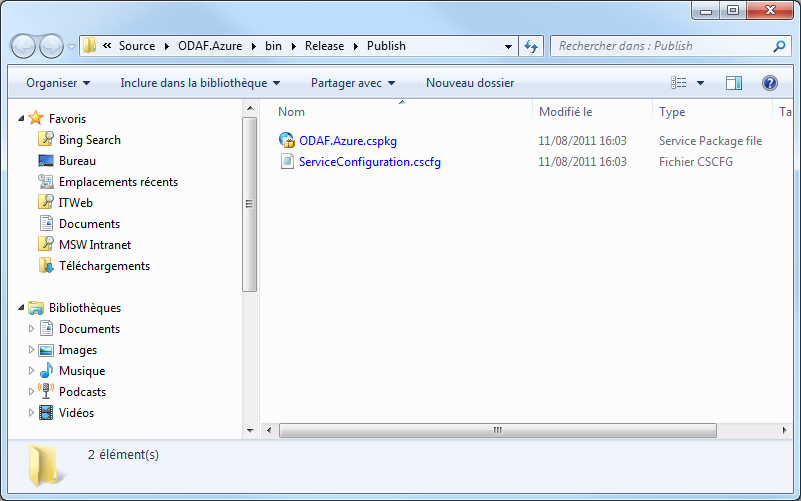 « Source ▸ ODAF.Azure ▸ bin ▸ Release ▸ Publish
Rechercher dans : Publish
Organiser Inclure dans la bibliothèque Partager avec Nouveau dossier
Favoris
Bing Search
Bureau
Emplacements récents
ITWeb
Documents
MSW Intranet
Téléchargements
Bibliothèques
Documents
Images
Musique
Podcasts
Vidéos
Nom Modifié le Type Ta
ODAF.Azure.cspkg 11/08/2011 16:03 Service Package file
ServiceConfiguration.cscfg 11/08/2011 16:03 Fichier CSCFG
2 élément(s)